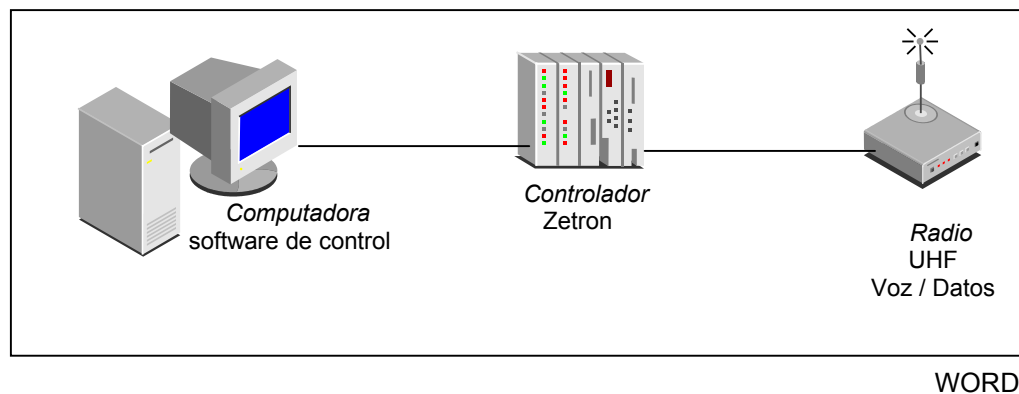 Computadora
software de control
Controlador
Zetron
Radio
UHF
Voz / Datos
WORD